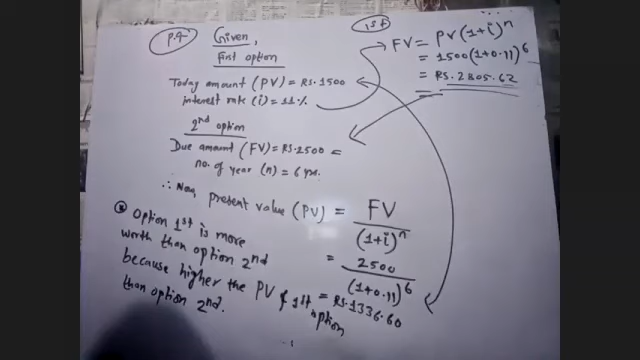 P.4
Given,
First option
Today amount (PV) = Rs. 1500
interest rate (i) = 11%
2nd option
Due amount (FV) = Rs. 2500 =
no. of year (n) = 6 yrs.
∴ Now, present value (PV) = FV / (1+i)^n
= 2500 / (1+0.11)^6
= Rs. 1336.60
1st
FV = PV(1+i)^n
= 1500(1+0.11)^6
= Rs. 2805.62
Option 1st is more
worth than option 2nd
because higher the PV of 1st option
than option 2nd.